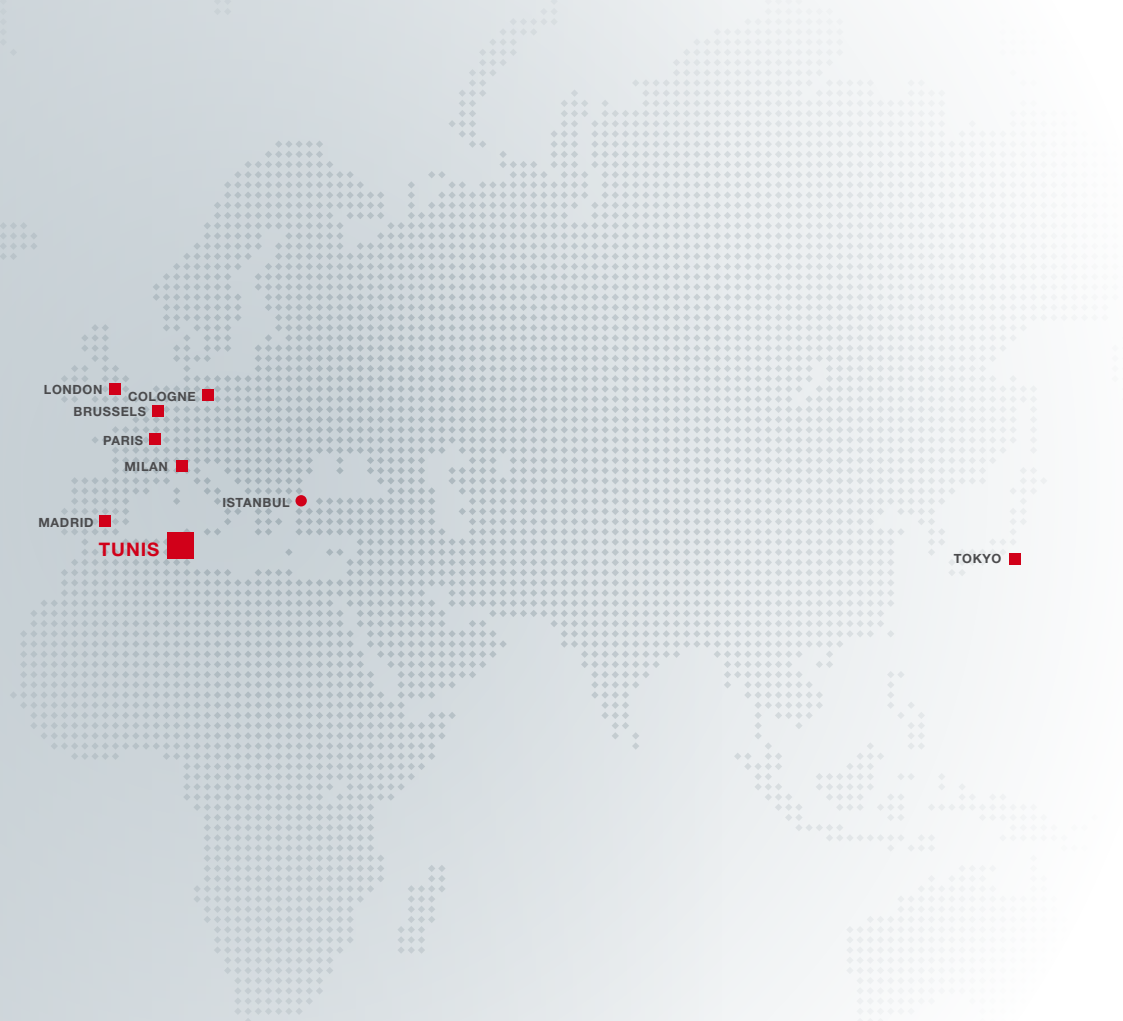 LONDON
COLOGNE
BRUSSELS
PARIS
MILAN
ISTANBUL
MADRID
TUNIS
TOKYO